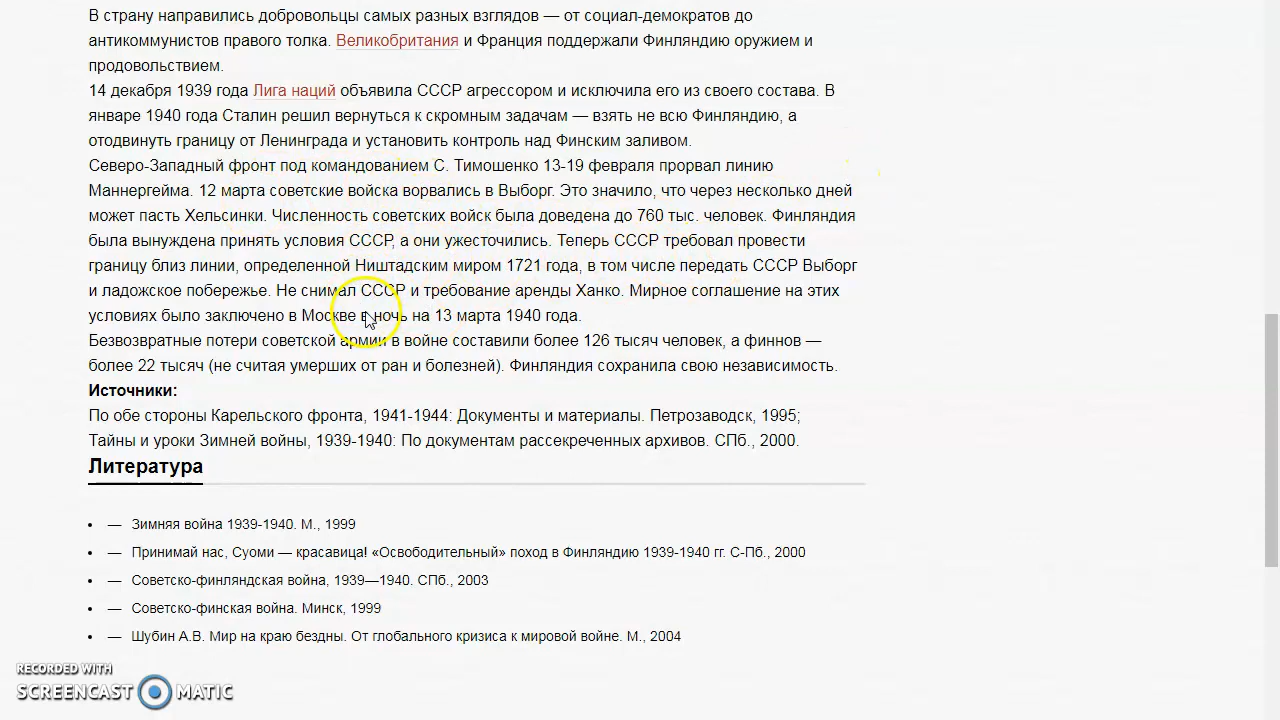 В страну направились добровольцы самых разных взглядов — от социал-демократов до
антикоммунистов правого толка. Великобритания и Франция поддержали Финляндию оружием и
продовольствием.
14 декабря 1939 года Лига наций объявила СССР агрессором и исключила его из своего состава. В
январе 1940 года Сталин решил вернуться к скромным задачам — взять не всю Финляндию, а
отодвинуть границу от Ленинграда и установить контроль над Финским заливом.
Северо-Западный фронт под командованием С. Тимошенко 13-19 февраля прорвал линию
Маннергейма. 12 марта советские войска ворвались в Выборг. Это значило, что через несколько дней
может пасть Хельсинки. Численность советских войск была доведена до 760 тыс. человек. Финляндия
была вынуждена принять условия СССР, а они ужесточились. Теперь СССР требовал провести
границу близ линии, определенной Ништадским миром 1721 года, в том числе передать СССР Выборг
и ладожское побережье. Не снимал СССР и требование аренды Ханко. Мирное соглашение на этих
условиях было заключено в Москве в ночь на 13 марта 1940 года.
Безвозвратные потери советской армии в войне составили более 126 тысяч человек, а финнов —
более 22 тысяч (не считая умерших от ран и болезней). Финляндия сохранила свою независимость.
Источники:
По обе стороны Карельского фронта, 1941-1944: Документы и материалы. Петрозаводск, 1995;
Тайны и уроки Зимней войны, 1939-1940: По документам рассекреченных архивов. СПб., 2000.
Литература
• — Зимняя война 1939-1940. М., 1999
• — Принимай нас, Суоми — красавица! «Освободительный» поход в Финляндию 1939-1940 гг. С-Пб., 2000
• — Советско-финляндская война, 1939—1940. СПб., 2003
• — Советско-финская война. Минск, 1999
• — Шубин А.В. Мир на краю бездны. От глобального кризиса к мировой войне. М., 2004
RECORDED WITH
SCREENCAST MATIC